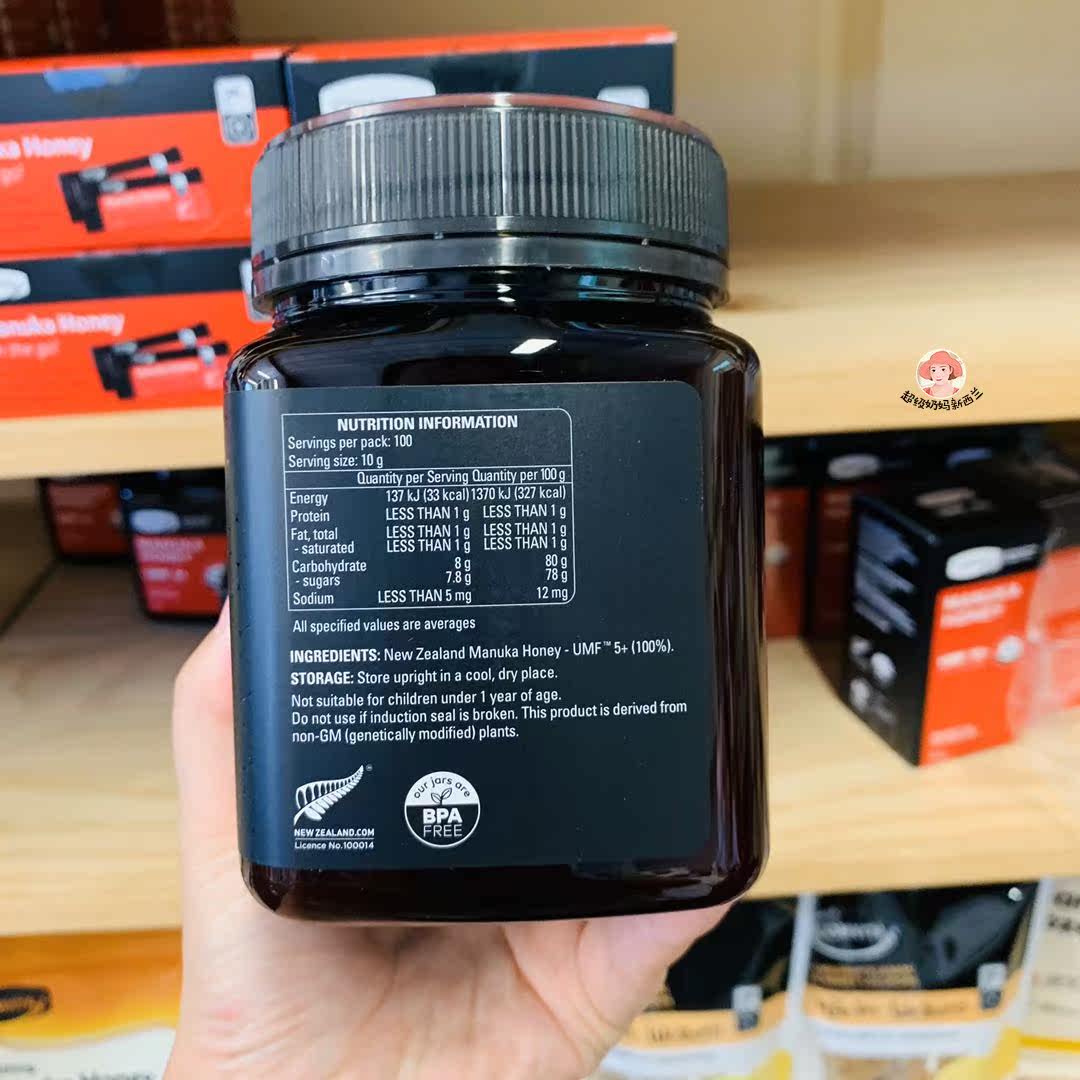 ka Honey
anuka Honey
n the go!
超级奶妈新西兰
NUTRITION INFORMATION
Servings per pack: 100
Serving size: 10 g
Quantity per Serving Quantity per 100 g
Energy 137 kJ (33 kcal) 1370 kJ (327 kcal)
Protein LESS THAN 1 g LESS THAN 1 g
Fat, total LESS THAN 1 g LESS THAN 1 g
- saturated LESS THAN 1 g LESS THAN 1 g
Carbohydrate 8 g 80 g
- sugars 7.8 g 78 g
Sodium LESS THAN 5 mg 12 mg
All specified values are averages
INGREDIENTS: New Zealand Manuka Honey - UMF™ 5+ (100%).
STORAGE: Store upright in a cool, dry place.
Not suitable for children under 1 year of age.
Do not use if induction seal is broken. This product is derived from
non-GM (genetically modified) plants.
NEW ZEALAND.COM
Licence No.100014
our jars are
BPA
FREE
Honey